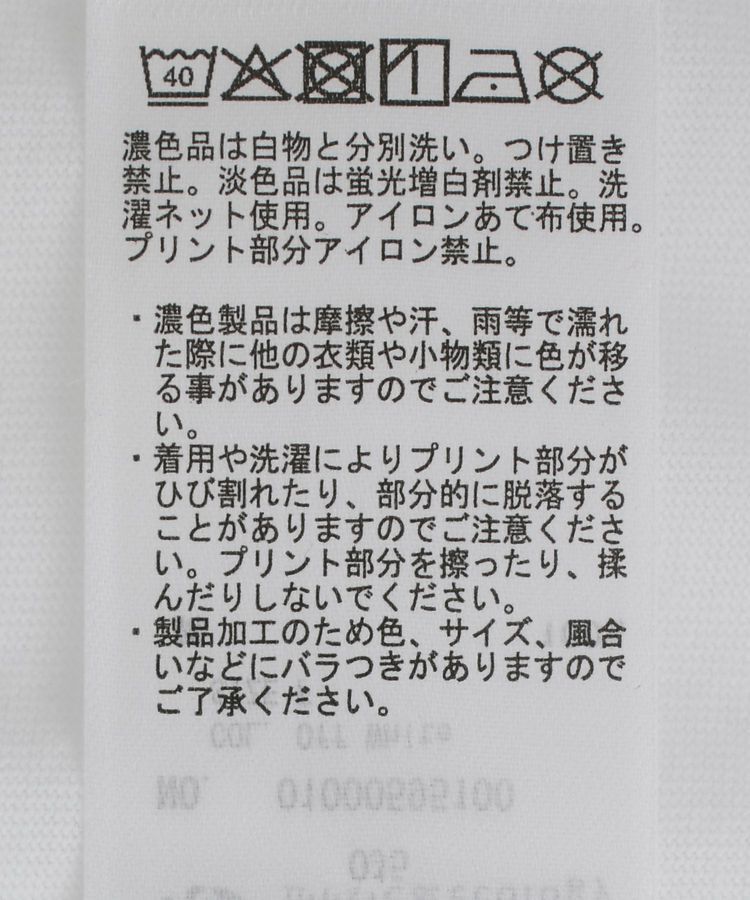 40
濃色品は白物と分別洗い。つけ置き
禁止。淡色品は蛍光増白剤禁止。洗
濯ネット使用。アイロンあて布使用。
プリント部分アイロン禁止。
・濃色製品は摩擦や汗、雨等で濡れ
た際に他の衣類や小物類に色が移
る事がありますのでご注意くださ
い。
・着用や洗濯によりプリント部分が
ひび割れたり、部分的に脱落する
ことがありますのでご注意くださ
い。プリント部分を擦ったり、揉
んだりしないでください。
・製品加工のため色、サイズ、風合
いなどにバラつきがありますので
ご了承ください。
COL. Off White
NO. 01000595100